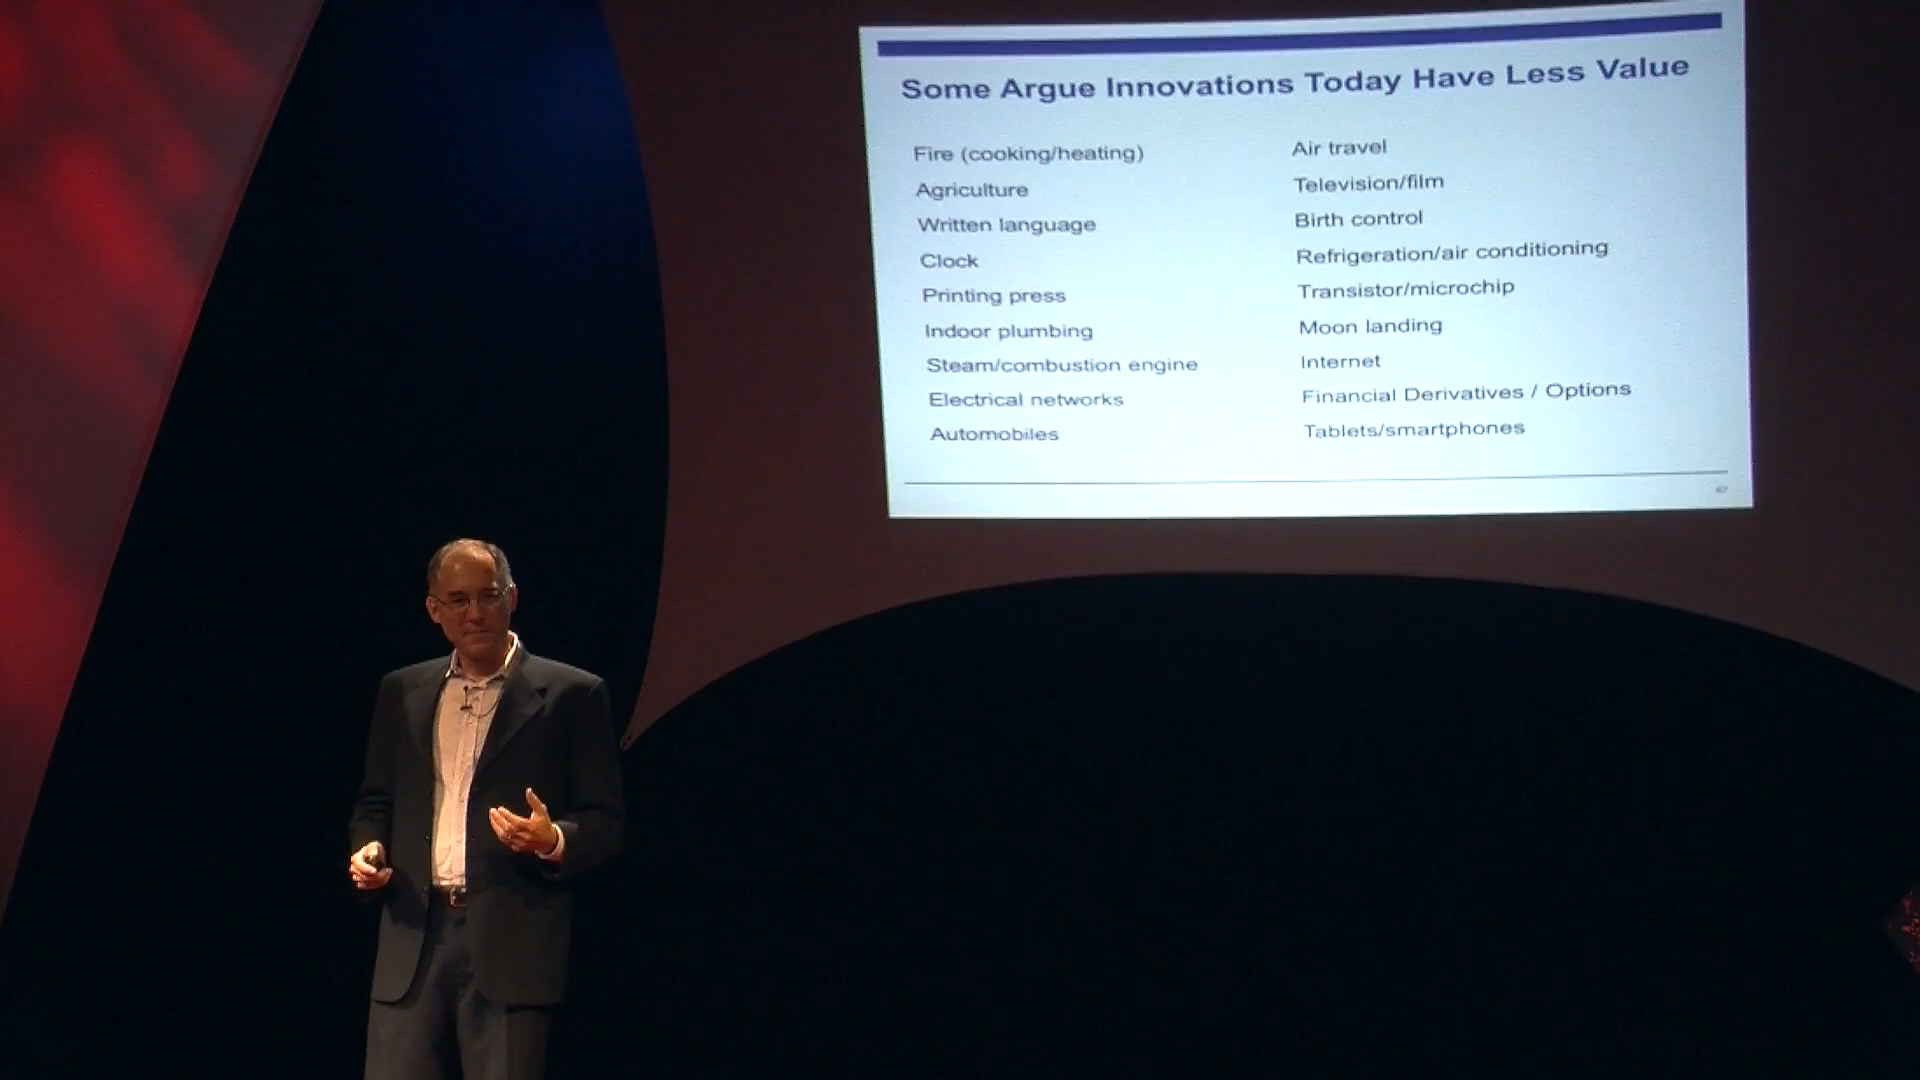 Some Argue Innovations Today Have Less Value
Fire (cooking/heating)
Agriculture
Written language
Clock
Printing press
Indoor plumbing
Steam/combustion engine
Electrical networks
Automobiles
Air travel
Television/film
Birth control
Refrigeration/air conditioning
Transistor/microchip
Moon landing
Internet
Financial Derivatives / Options
Tablets/smartphones